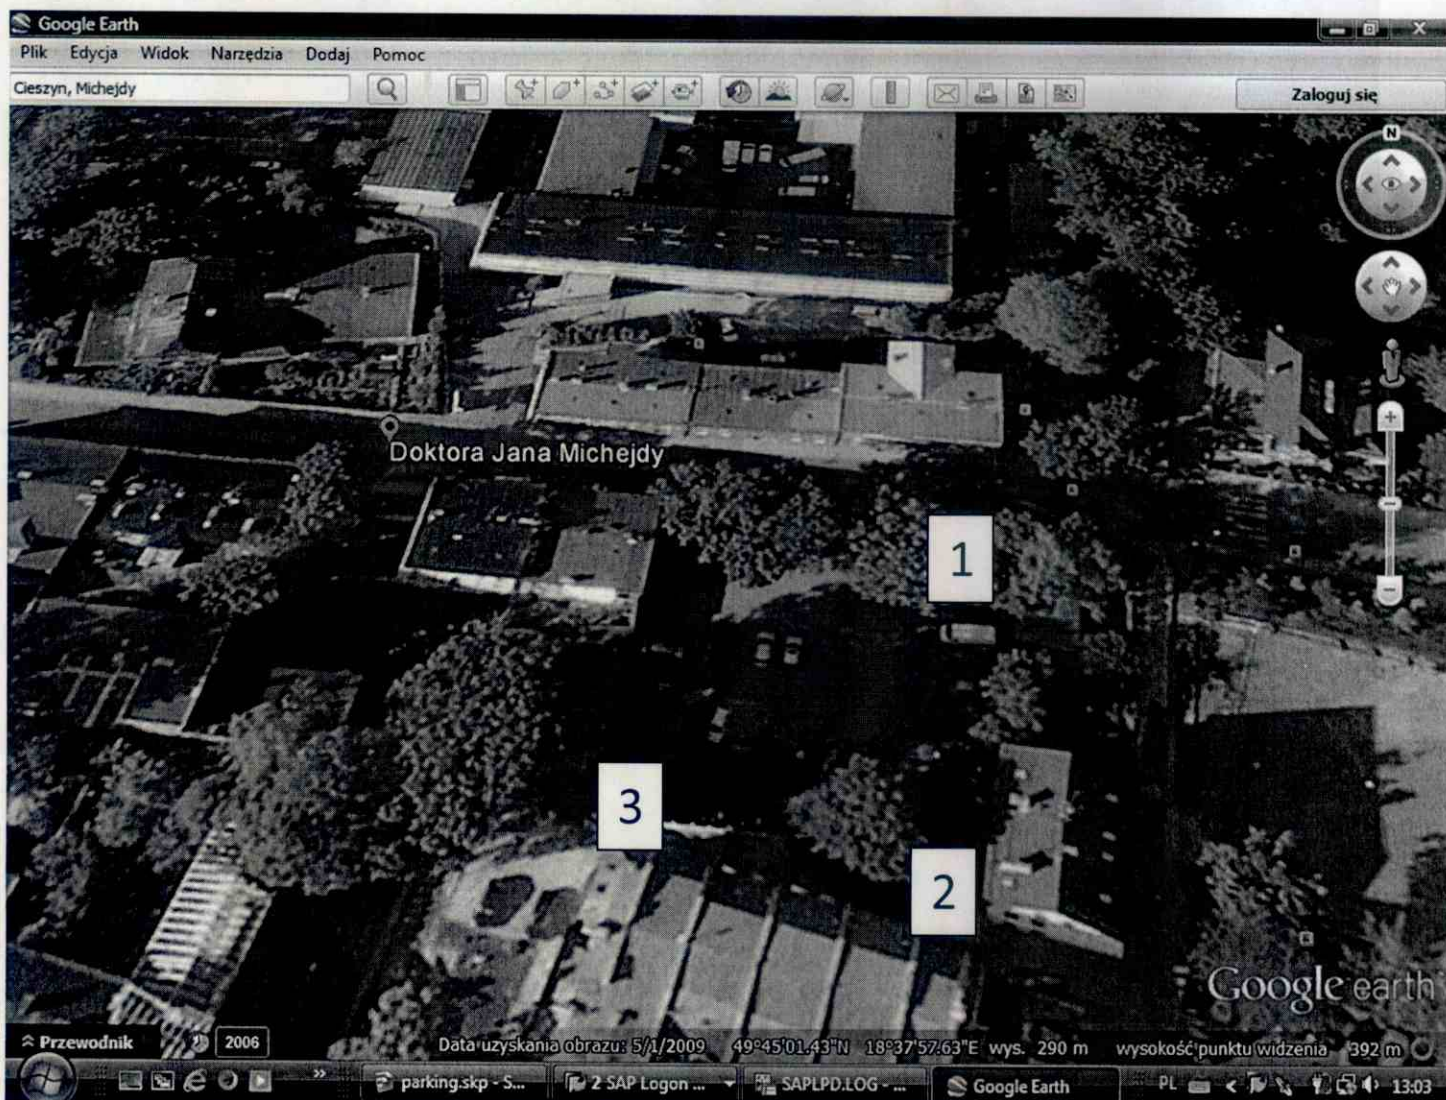 Google Earth
Plik Edycja Widok Narzędzia Dodaj Pomoc
Cieszyn, Michejdy
Zaloguj się
N
Doktora Jana Michejdy
1
3
2
Google earth
Przewodnik 2006 Data uzyskania obrazu: 5/1/2009 49°45'01.43"N 18°37'57.63"E wys. 290 m wysokość punktu widzenia 392 m
parking.skp - S... 2 SAP Logon ... SAPLPD.LOG - ... Google Earth PL 13:03